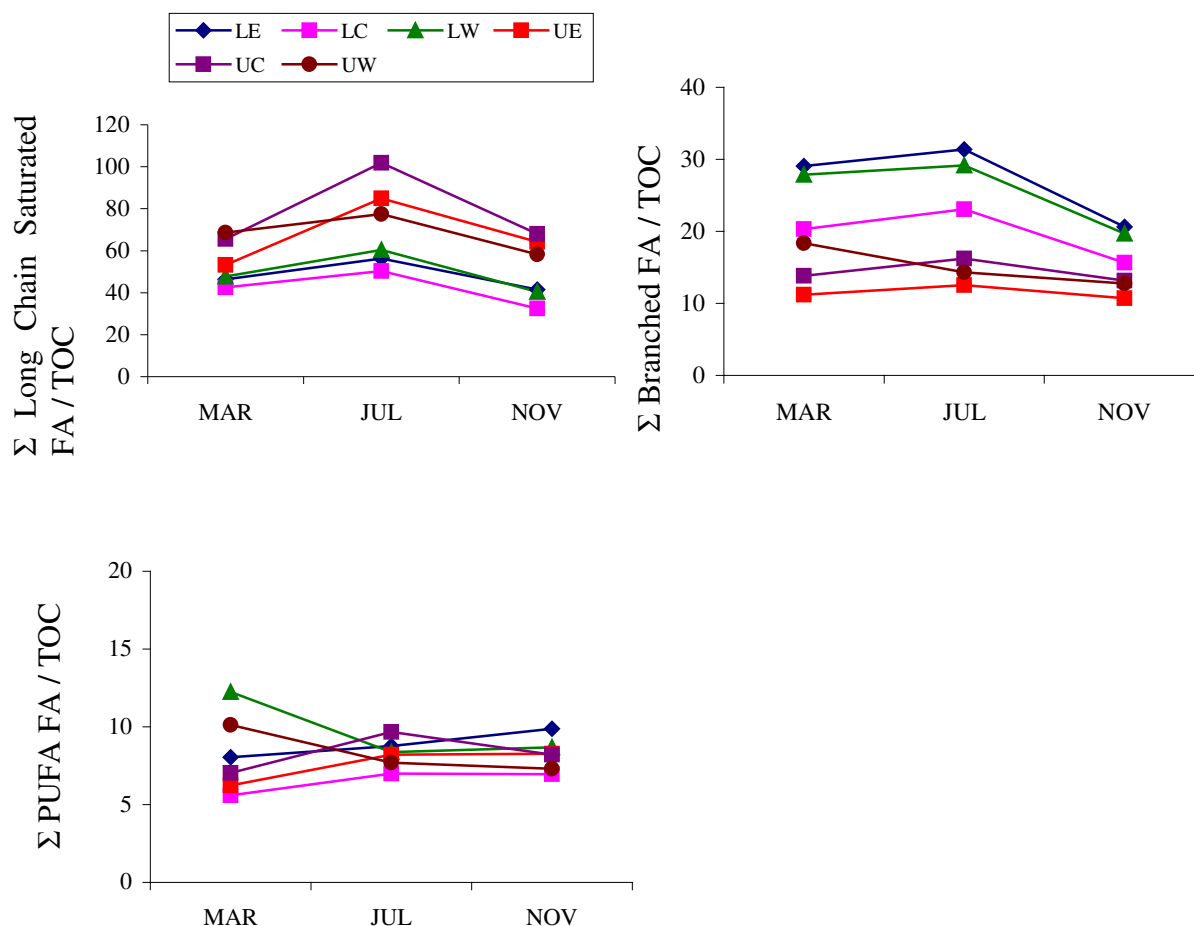 LE LC LW UE
UC UW
Σ Long Chain Saturated
FA / TOC
120
100
80
60
40
20
0
MAR JUL NOV
Σ Branched FA / TOC
40
30
20
10
0
MAR JUL NOV
Σ PUFA FA / TOC
20
15
10
5
0
MAR JUL NOV